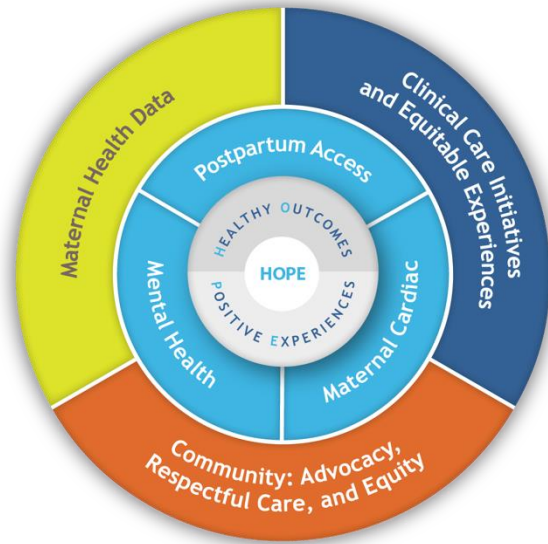 Maternal Health Data
Clinical Care Initiatives
and Equitable Experiences
Postpartum Access
Mental Health
Maternal Cardiac
HEALTHY OUTCOMES
HOPE
POSITIVE EXPERIENCES
Community: Advocacy,
Respectful Care, and Equity